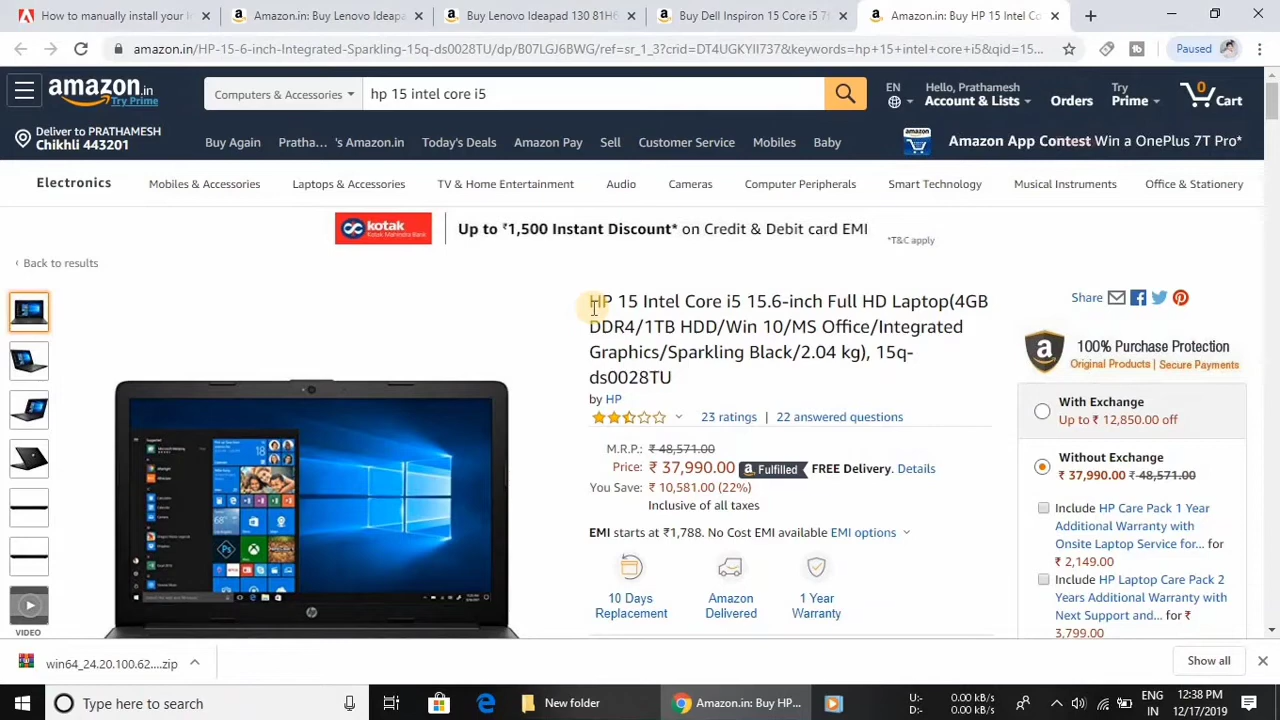 How to manually install your
Amazon.in: Buy Lenovo Ideapad
Buy Lenovo Ideapad 130 81H6
Buy Dell Inspiron 15 Core i5 7t
Amazon.in: Buy HP 15 Intel Co
amazon.in/HP-15-6-inch-Integrated-Sparkling-15q-ds0028TU/dp/B07LGJ6BWG/ref=sr_1_3?crid=DT4UGKYII737&keywords=hp+15+intel+core+i5&qid=15...
Paused
amazon.in
Try Prime
Computers & Accessories
hp 15 intel core i5
EN
Hello, Prathamesh
Account & Lists
Orders
Try
Prime
0
Cart
Deliver to PRATHAMESH
Chikhli 443201
Buy Again
Pratha... 's Amazon.in
Today's Deals
Amazon Pay
Sell
Customer Service
Mobiles
Baby
amazon
Amazon App Contest Win a OnePlus 7T Pro*
Electronics
Mobiles & Accessories
Laptops & Accessories
TV & Home Entertainment
Audio
Cameras
Computer Peripherals
Smart Technology
Musical Instruments
Office & Stationery
kotak
Kotak Mahindra Bank
Up to ₹1,500 Instant Discount* on Credit & Debit card EMI
*T&C apply
‹ Back to results
HP 15 Intel Core i5 15.6-inch Full HD Laptop(4GB
DDR4/1TB HDD/Win 10/MS Office/Integrated
Graphics/Sparkling Black/2.04 kg), 15q-
ds0028TU
by HP
23 ratings | 22 answered questions
M.R.P.: ₹ 48,571.00
Price: ₹ 37,990.00 Fulfilled FREE Delivery. Details
You Save: ₹ 10,581.00 (22%)
Inclusive of all taxes
EMI starts at ₹1,788. No Cost EMI available EMI options
10 Days
Replacement
Amazon
Delivered
1 Year
Warranty
Share
100% Purchase Protection
Original Products | Secure Payments
With Exchange
Up to ₹ 12,850.00 off
Without Exchange
₹ 37,990.00 ₹ 48,571.00
Include HP Care Pack 1 Year
Additional Warranty with
Onsite Laptop Service for... for
₹ 2,149.00
Include HP Laptop Care Pack 2
Years Additional Warranty with
Next Support and... for ₹
3,799.00
VIDEO
win64_24.20.100.62....zip
Show all
Type here to search
New folder
Amazon.in: Buy HP...
U:- 0.00 kB/s
D:- 0.00 kB/s
ENG
IN
12:38 PM
12/17/2019